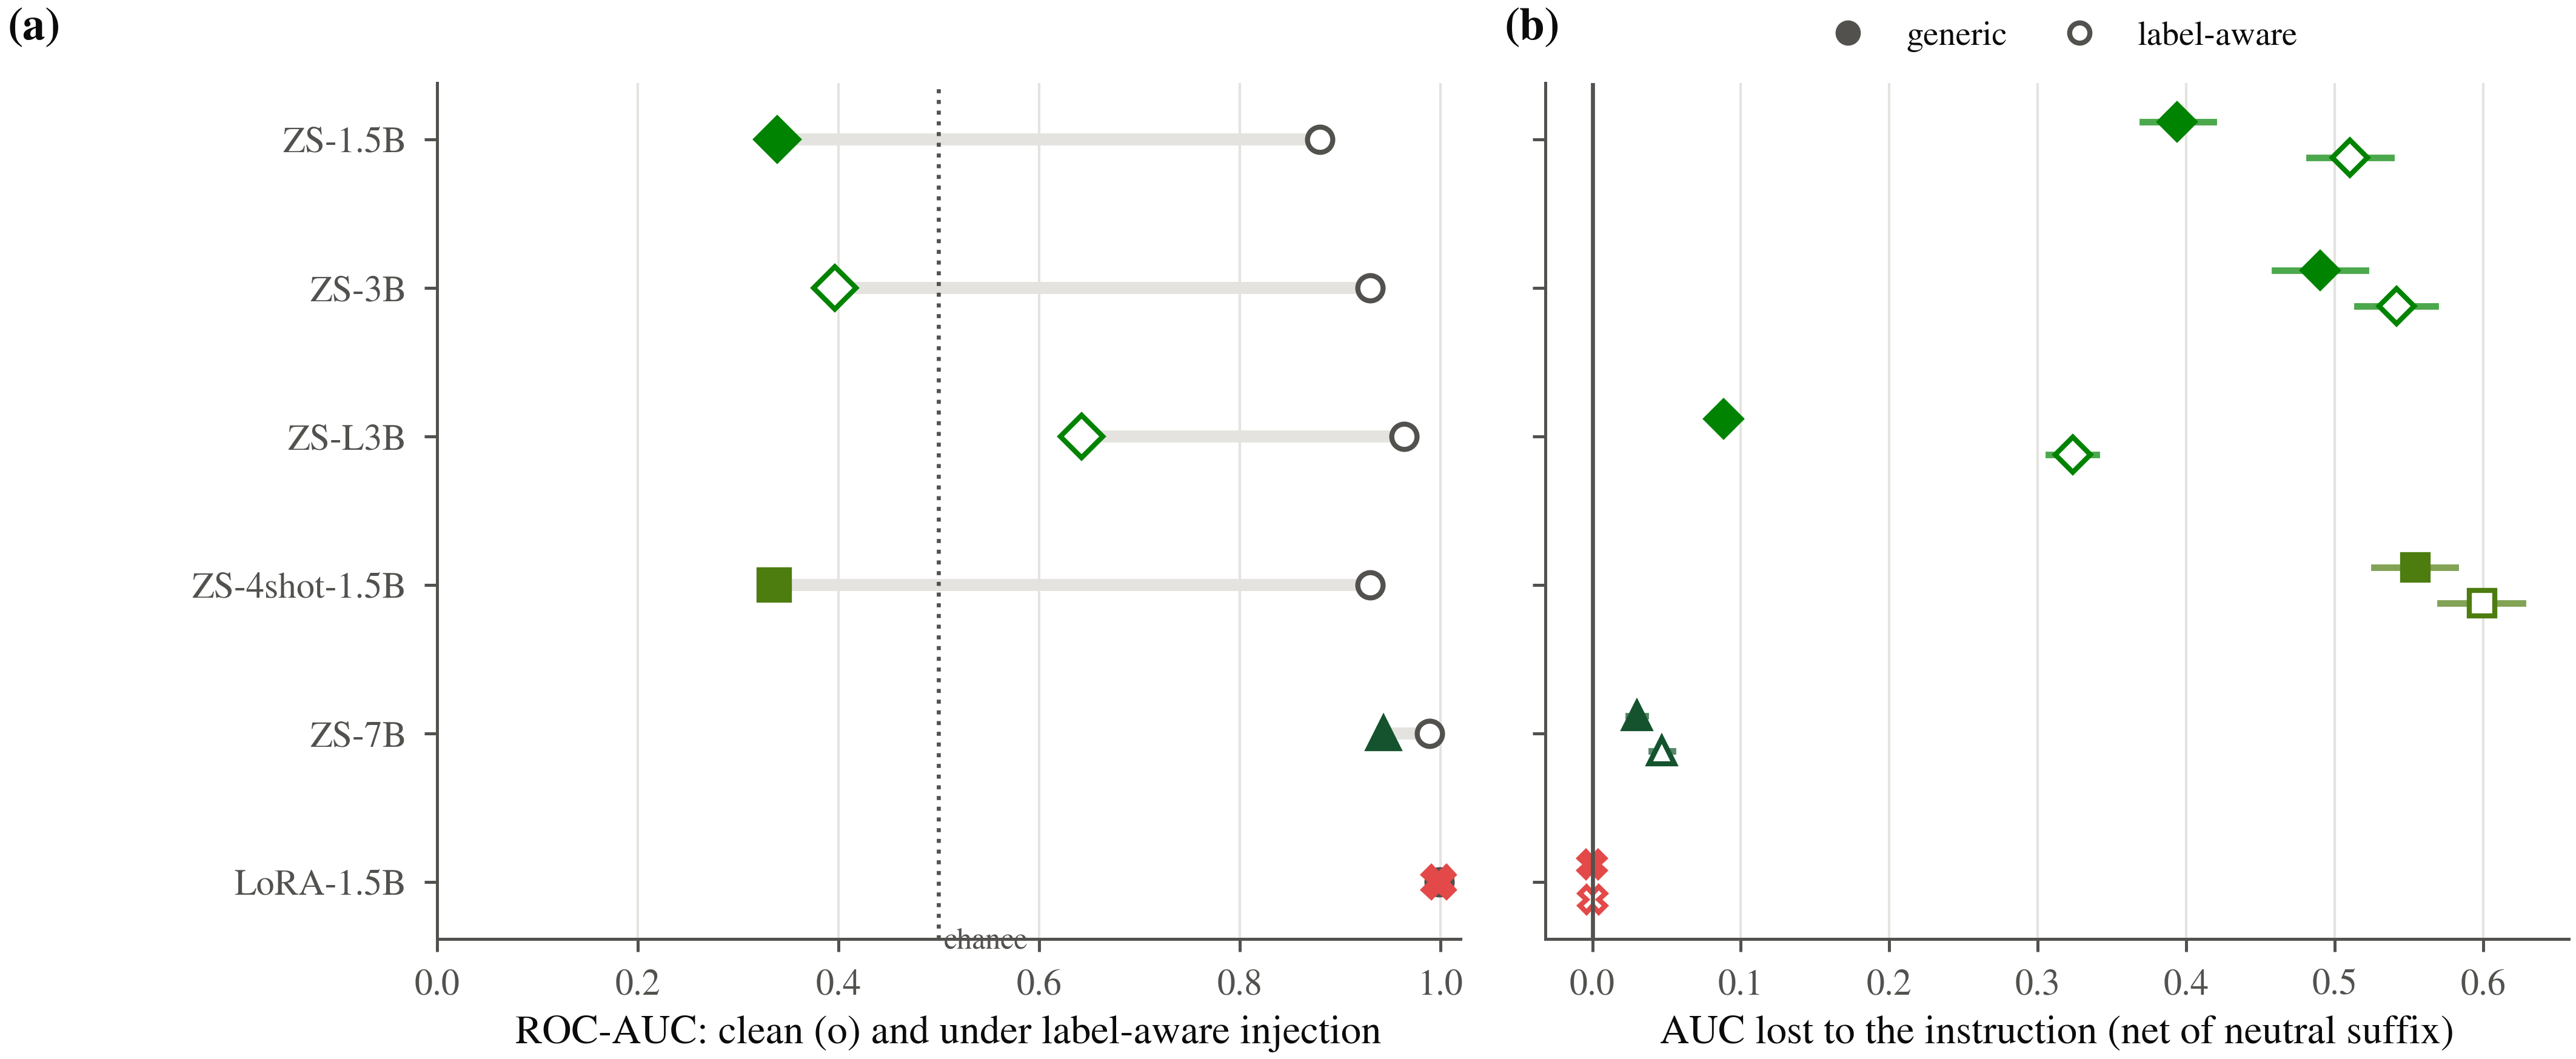 (a)
(b)
generic
label-aware
ZS-1.5B
ZS-3B
ZS-L3B
ZS-4shot-1.5B
ZS-7B
LoRA-1.5B
chance
0.0 0.2 0.4 0.6 0.8 1.0
0.0 0.1 0.2 0.3 0.4 0.5 0.6
ROC-AUC: clean (o) and under label-aware injection
AUC lost to the instruction (net of neutral suffix)